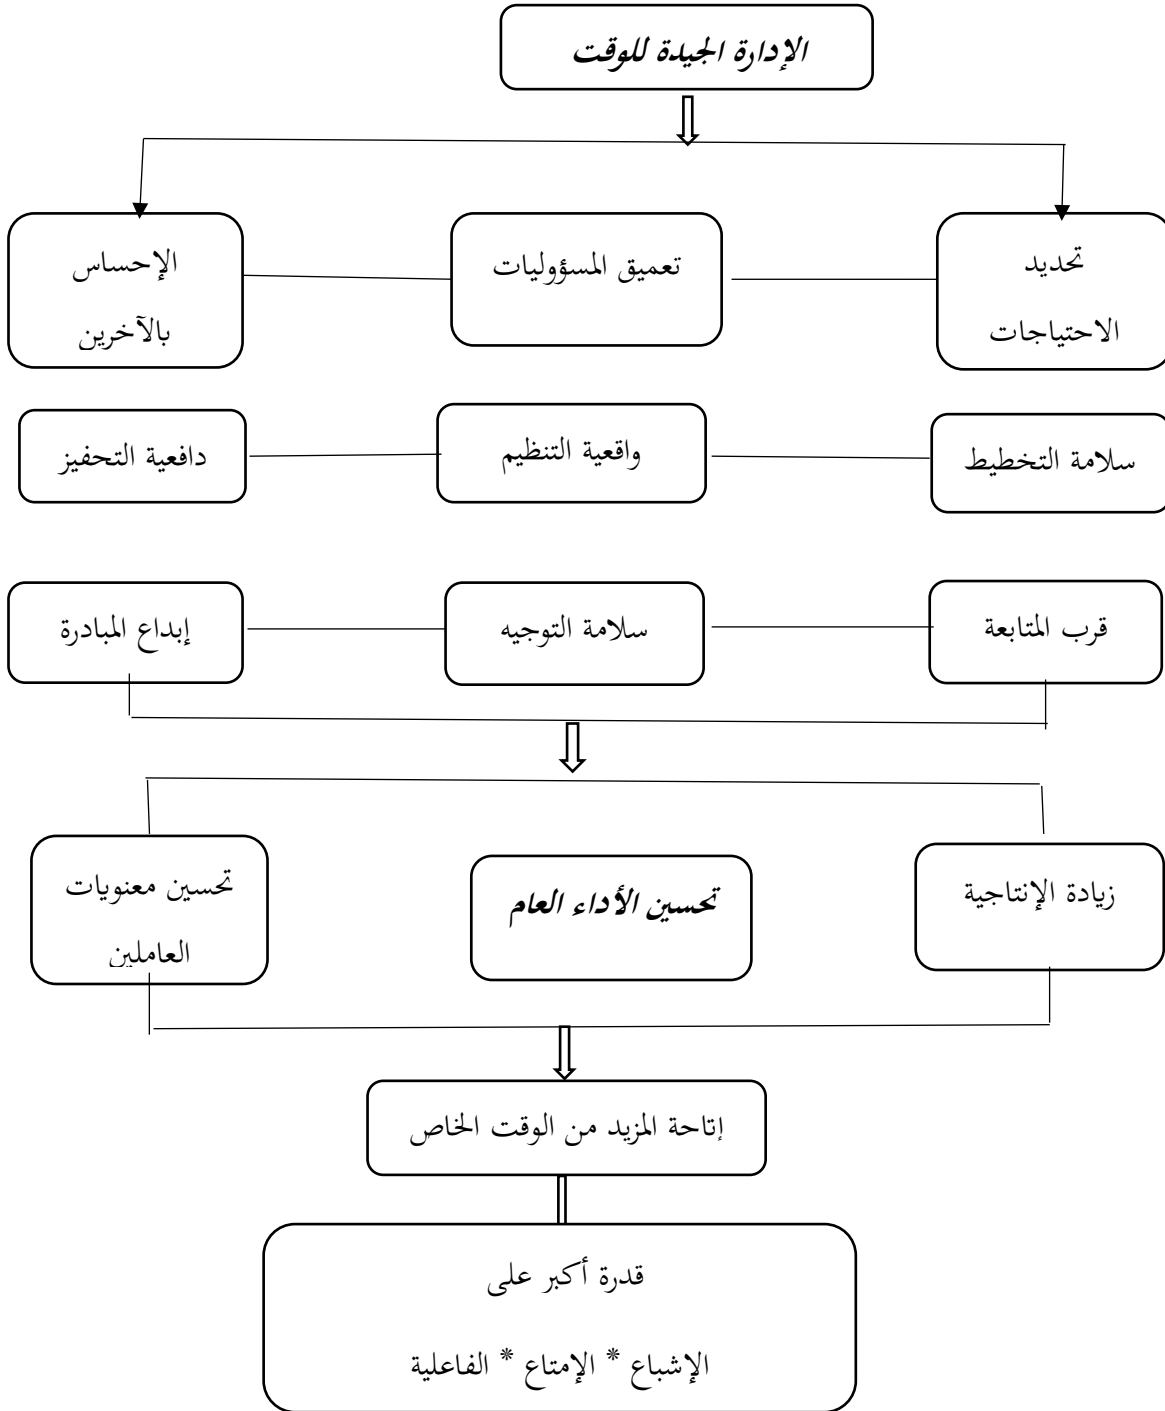 الإدارة الجيدة للوقت
تحديد
الاحتياجات
تعميق المسؤوليات
الإحساس
بالآخرين
سلامة التخطيط
واقعية التنظيم
دافعية التحفيز
قرب المتابعة
سلامة التوجيه
إبداع المبادرة
زيادة الإنتاجية
تحسين الأداء العام
تحسين معنويات
العاملين
إتاحة المزيد من الوقت الخاص
قدرة أكبر على
الإشباع * الإمتاع * الفاعلية